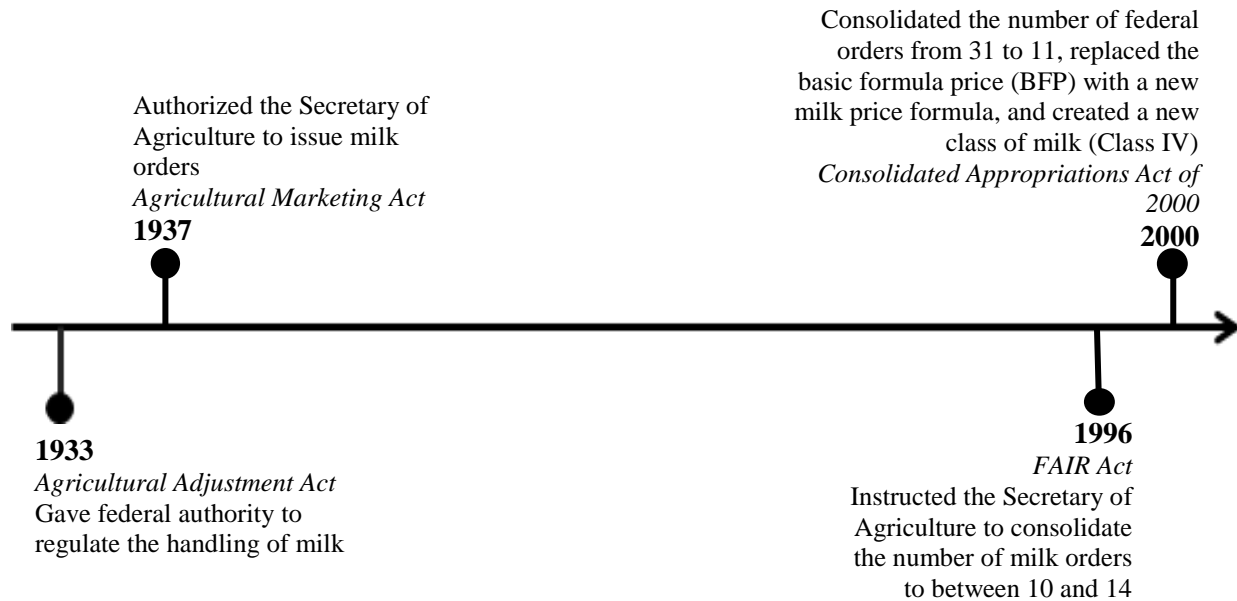 Consolidated the number of federal
orders from 31 to 11, replaced the
basic formula price (BFP) with a new
milk price formula, and created a new
class of milk (Class IV)
Consolidated Appropriations Act of
2000
2000
Authorized the Secretary of
Agriculture to issue milk
orders
Agricultural Marketing Act
1937
1933
Agricultural Adjustment Act
Gave federal authority to
regulate the handling of milk
1996
FAIR Act
Instructed the Secretary of
Agriculture to consolidate
the number of milk orders
to between 10 and 14